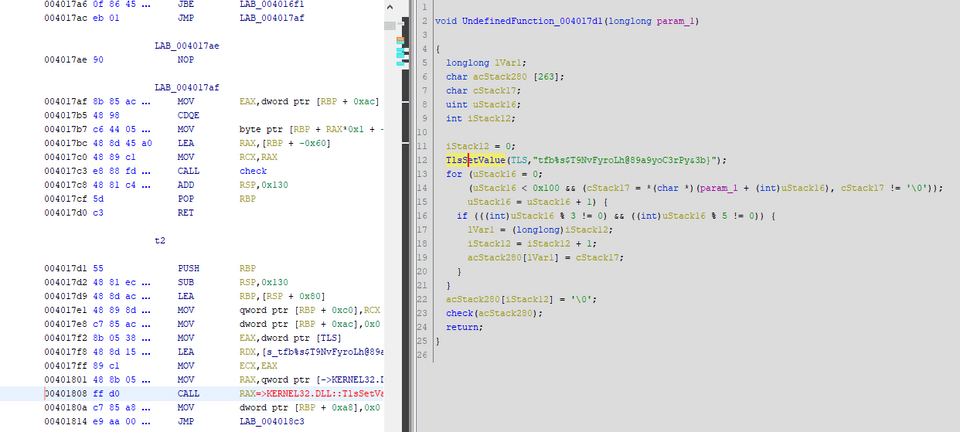 004017a6 0f 86 45 ... JBE LAB_004016f1
004017ac eb 01 JMP LAB_004017af
LAB_004017ae
004017ae 90 NOP
LAB_004017af
004017af 8b 85 ac ... MOV EAX,dword ptr [RBP + 0xac]
004017b5 48 98 CDQE
004017b7 c6 44 05 ... MOV byte ptr [RBP + RAX*0x1 + -
004017bc 48 8d 45 a0 LEA RAX,[RBP + -0x60]
004017c0 48 89 c1 MOV RCX,RAX
004017c3 e8 88 fd ... CALL check
004017c8 48 81 c4 ... ADD RSP,0x130
004017cf 5d POP RBP
004017d0 c3 RET
t2
004017d1 55 PUSH RBP
004017d2 48 81 ec ... SUB RSP,0x130
004017d9 48 8d ac ... LEA RBP,[RSP + 0x80]
004017e1 48 89 8d ... MOV qword ptr [RBP + 0xc0],RCX
004017e8 c7 85 ac ... MOV dword ptr [RBP + 0xac],0x0
004017f2 8b 05 38 ... MOV EAX,dword ptr [TLS]
004017f8 48 8d 15 ... LEA RDX,[s_tfb%s$T9NvFyroLh@89a
004017ff 89 c1 MOV ECX,EAX
00401801 48 8b 05 ... MOV RAX,qword ptr [->KERNEL32.D
00401808 ff d0 CALL RAX=>KERNEL32.DLL::TlsSetVa
0040180a c7 85 a8 ... MOV dword ptr [RBP + 0xa8],0x0
00401814 e9 aa 00 ... JMP LAB_004018c3
1
2 void UndefinedFunction_004017d1(longlong param_1)
3
4 {
5 longlong lVar1;
6 char acStack280 [263];
7 char cStack17;
8 uint uStack16;
9 int iStack12;
10
11 iStack12 = 0;
12 TlsSetValue(TLS,"tfb%s$T9NvFyroLh@89a9yoC3rPy&3b}");
13 for (uStack16 = 0;
14 (uStack16 < 0x100 && (cStack17 = *(char *)(param_1 + (int)uStack16), cStack17 != '\0'));
15 uStack16 = uStack16 + 1) {
16 if (((int)uStack16 % 3 != 0) && ((int)uStack16 % 5 != 0)) {
17 lVar1 = (longlong)iStack12;
18 iStack12 = iStack12 + 1;
19 acStack280[lVar1] = cStack17;
20 }
21 }
22 acStack280[iStack12] = '\0';
23 check(acStack280);
24 return;
25 }
26